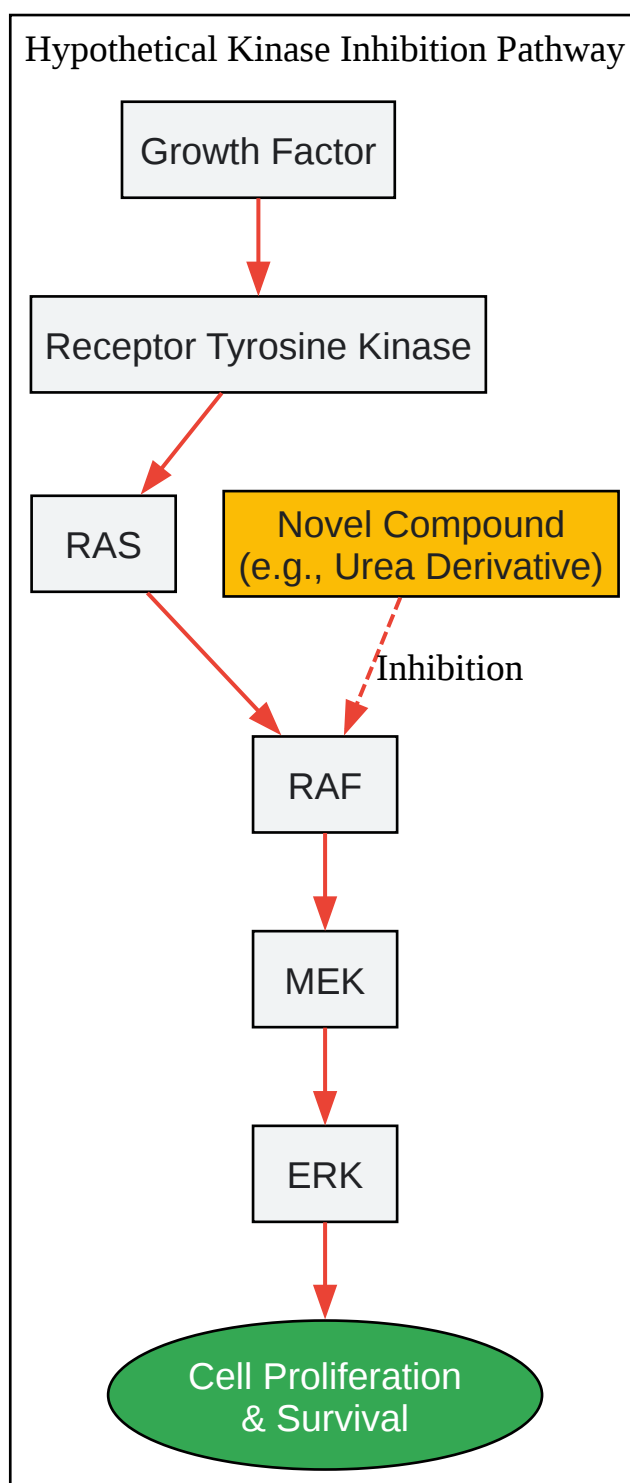 Hypothetical Kinase Inhibition Pathway
Growth Factor
Receptor Tyrosine Kinase
RAS
Novel Compound
(e.g., Urea Derivative)
Inhibition
RAF
MEK
ERK
Cell Proliferation
& Survival